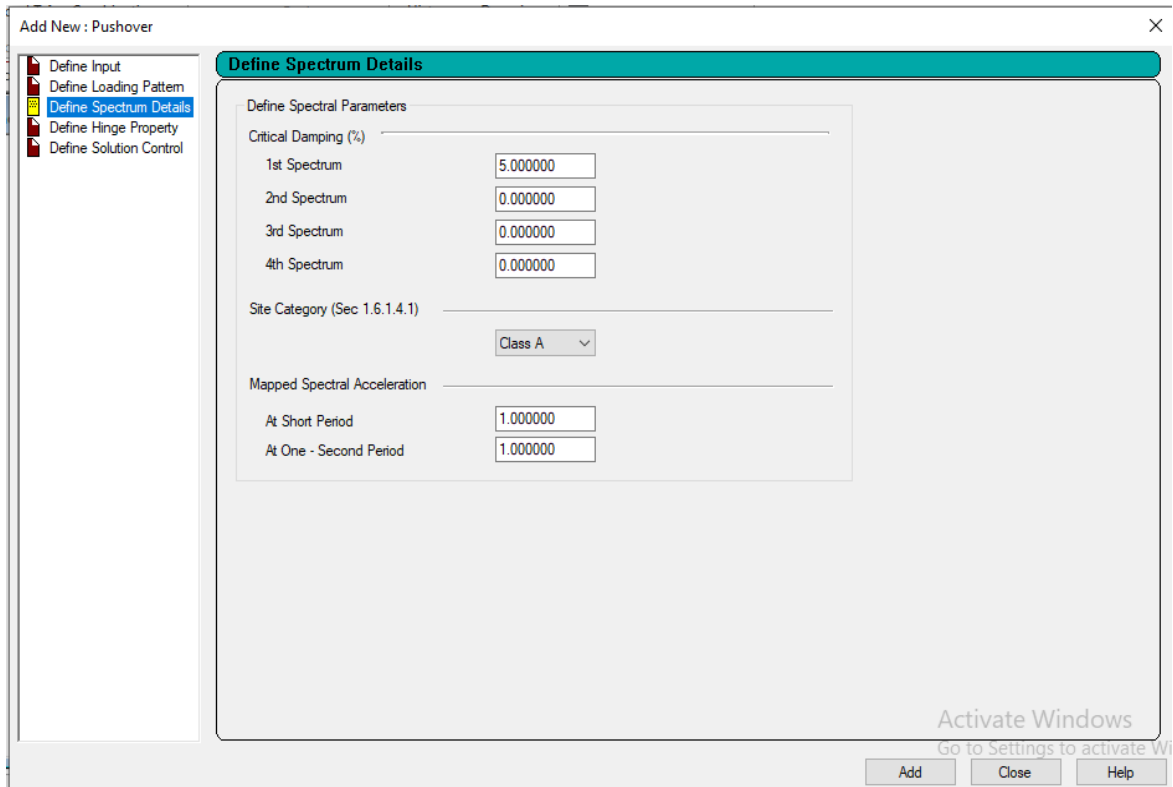 Add New : Pushover
Define Input
Define Loading Pattern
Define Spectrum Details
Define Hinge Property
Define Solution Control
Define Spectrum Details
Define Spectral Parameters
Critical Damping (%)
1st Spectrum 5.000000
2nd Spectrum 0.000000
3rd Spectrum 0.000000
4th Spectrum 0.000000
Site Category (Sec 1.6.1.4.1)
Class A
Mapped Spectral Acceleration
At Short Period 1.000000
At One - Second Period 1.000000
Activate Windows
Go to Settings to activate Wi
Add Close Help